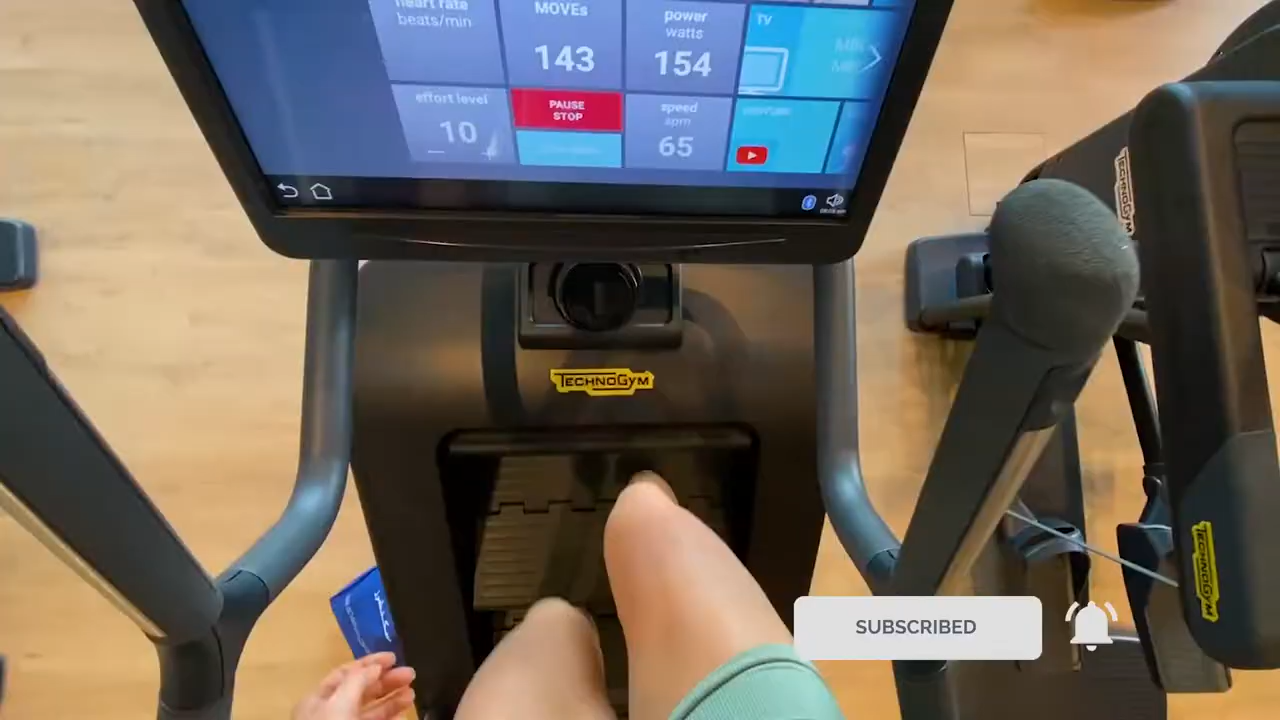 heart rate
beats/min
MOVEs
143
power
watts
154
TV
effort level
10
PAUSE
STOP
speed
spm
65
TECHNOGYM
TECHNOGYM
TECHNOGYM
SUBSCRIBED